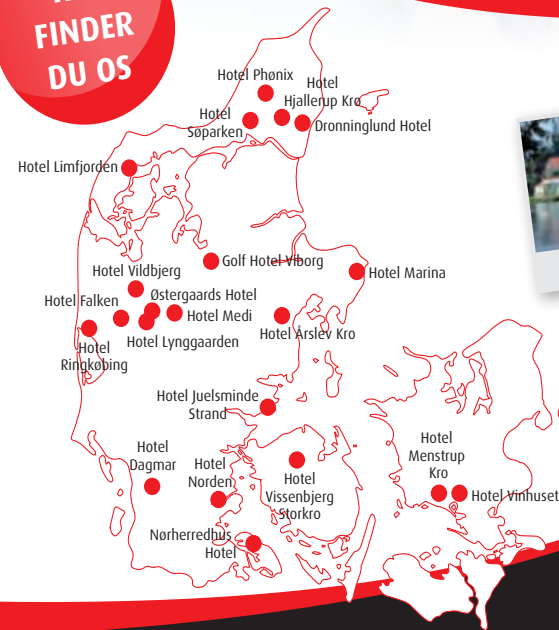 FINDER
DU OS
Hotel Phønix
Hotel
Hjallerup Kro
Hotel
Søparken
Dronninglund Hotel
Hotel Limfjorden
Golf Hotel Viborg
Hotel Vildbjerg
Hotel Marina
Østergaards Hotel
Hotel Falken
Hotel Medi
Hotel Årslev Kro
Hotel Lynggaarden
Hotel
Ringkøbing
Hotel Juelsminde
Strand
Hotel
Dagmar
Hotel
Norden
Hotel
Vissenbjerg
Storkro
Hotel
Menstrup
Kro
Hotel Vinhuset
Nørherredhus
Hotel